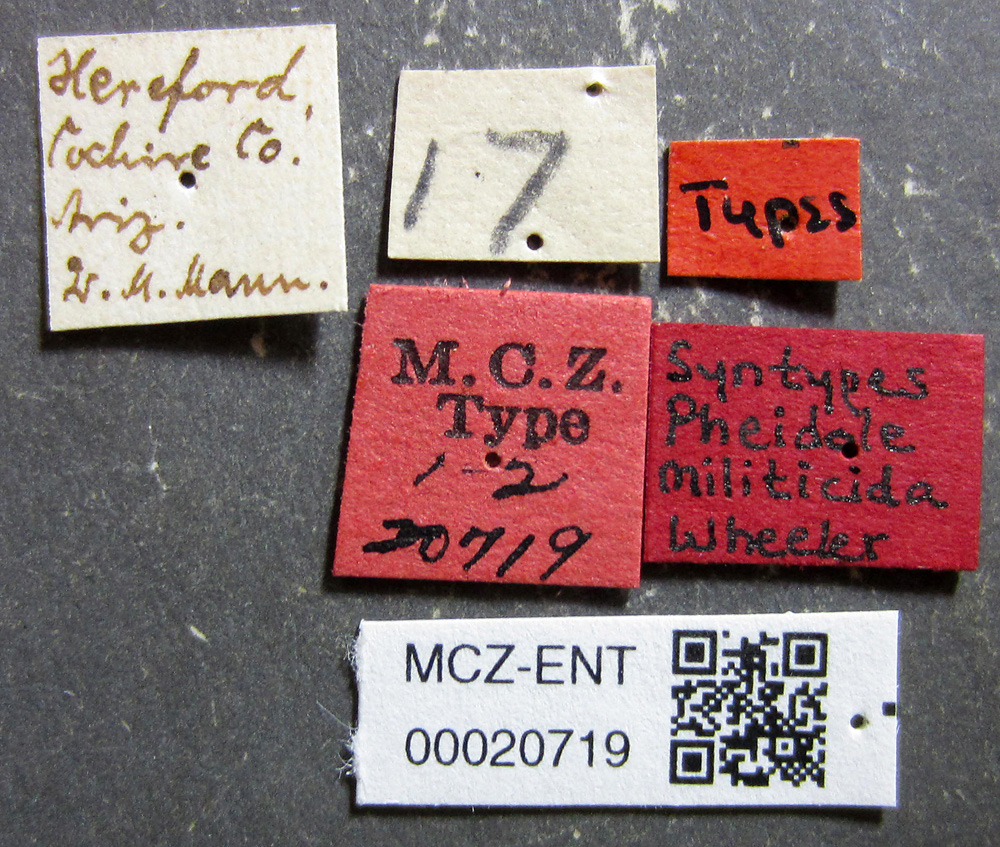 Hereford,
Cochise Co.
Ariz.
W. M. Mann.
17
Types
M.C.Z.
Type
1-2
20719
Syntypes
Pheidole
militicida
Wheeler
MCZ-ENT
00020719